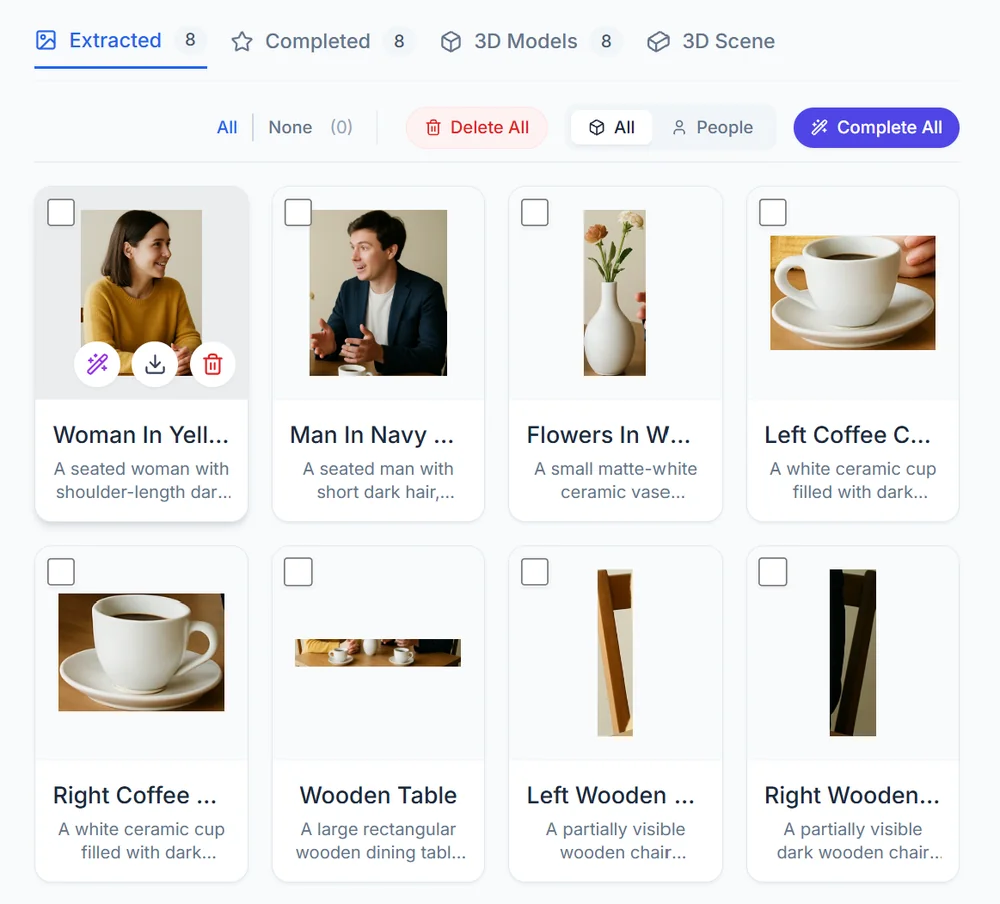 Extracted 8 Completed 8 3D Models 8 3D Scene
All None (0) Delete All All People Complete All
Woman In Yell...
A seated woman with
shoulder-length dar...
Man In Navy ...
A seated man with
short dark hair,...
Flowers In W...
A small matte-white
ceramic vase...
Left Coffee C...
A white ceramic cup
filled with dark...
Right Coffee ...
A white ceramic cup
filled with dark...
Wooden Table
A large rectangular
wooden dining tabl...
Left Wooden ...
A partially visible
wooden chair...
Right Wooden...
A partially visible
dark wooden chair...